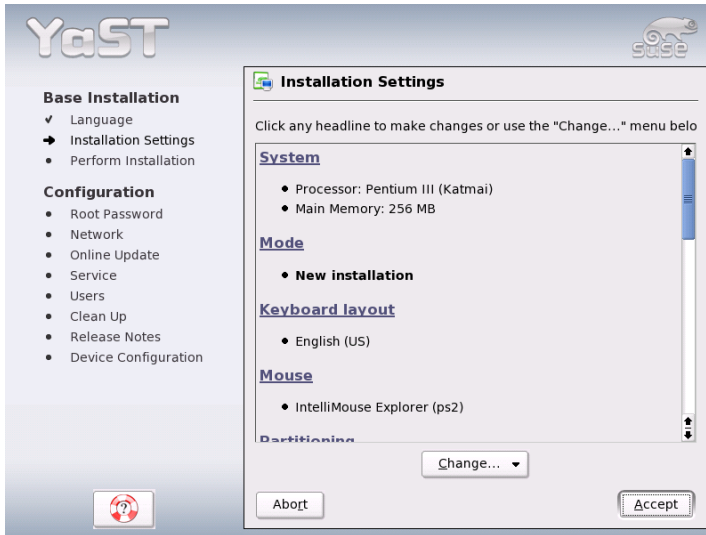 YaST
SUSE
Base Installation
Language
Installation Settings
Perform Installation
Configuration
Root Password
Network
Online Update
Service
Users
Clean Up
Release Notes
Device Configuration
Installation Settings
Click any headline to make changes or use the "Change..." menu belo
System
Processor: Pentium III (Katmai)
Main Memory: 256 MB
Mode
New installation
Keyboard layout
English (US)
Mouse
IntelliMouse Explorer (ps2)
Partitioning
Change...
Abort
Accept